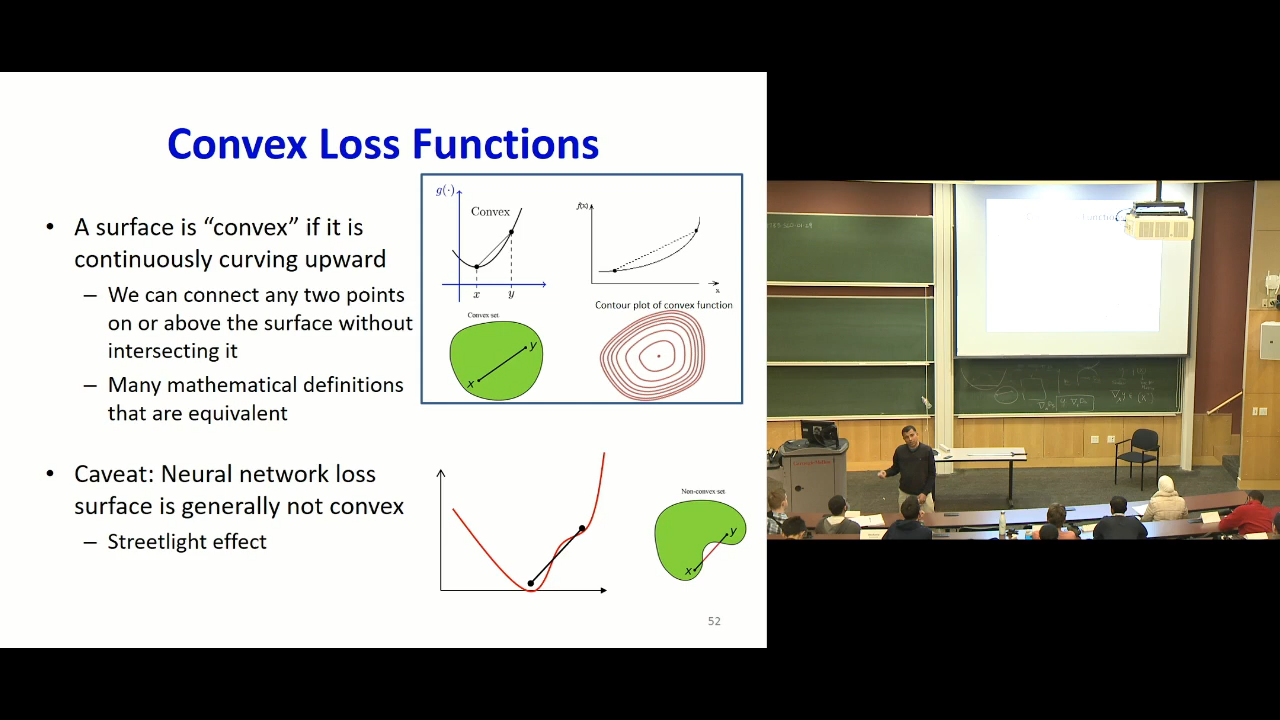 Convex Loss Functions
• A surface is “convex” if it is
continuously curving upward
– We can connect any two points
on or above the surface without
intersecting it
– Many mathematical definitions
that are equivalent
• Caveat: Neural network loss
surface is generally not convex
– Streetlight effect
g(·)
Convex
x
y
f(x)
x
Convex set
x
y
Contour plot of convex function
Non-convex set
x
y
52
Carnegie Mellon